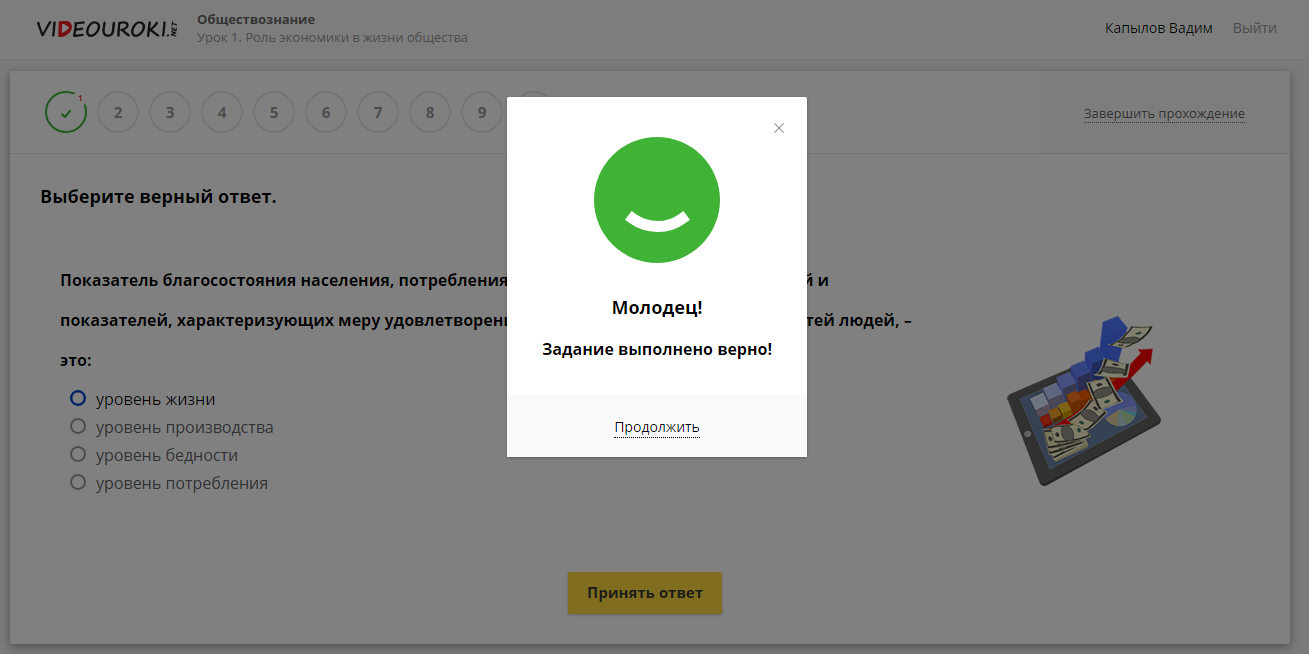 VIDEOUROKI.NET
Обществознание
Урок 1. Роль экономики в жизни общества
Капылов Вадим Выйти
1 2 3 4 5 6 7 8 9
Завершить прохождение
Выберите верный ответ.
Показатель благосостояния населения, потребления й и
показателей, характеризующих меру удовлетворен тей людей, –
это:
уровень жизни
уровень производства
уровень бедности
уровень потребления
Принять ответ
×
Молодец!
Задание выполнено верно!
Продолжить